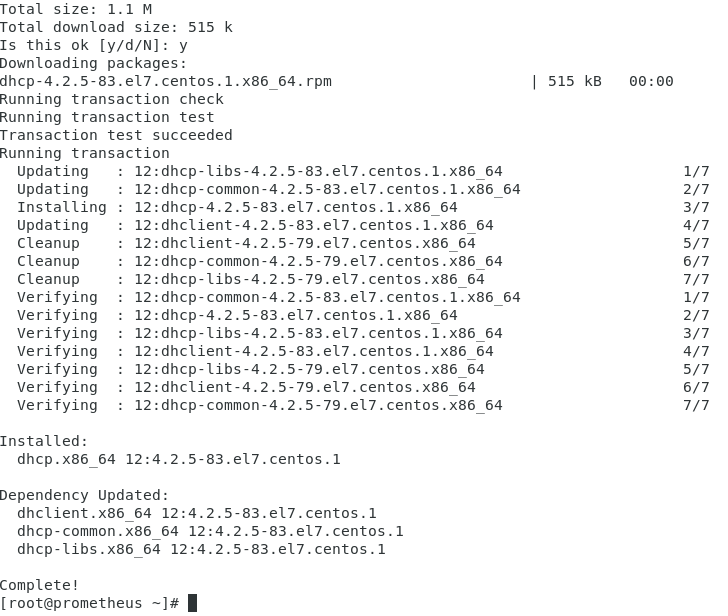 Total size: 1.1 M
Total download size: 515 k
Is this ok [y/d/N]: y
Downloading packages:
dhcp-4.2.5-83.el7.centos.1.x86_64.rpm                      | 515 kB   00:00
Running transaction check
Running transaction test
Transaction test succeeded
Running transaction
  Updating   : 12:dhcp-libs-4.2.5-83.el7.centos.1.x86_64                    1/7
  Updating   : 12:dhcp-common-4.2.5-83.el7.centos.1.x86_64                  2/7
  Installing : 12:dhcp-4.2.5-83.el7.centos.1.x86_64                         3/7
  Updating   : 12:dhclient-4.2.5-83.el7.centos.1.x86_64                     4/7
  Cleanup    : 12:dhclient-4.2.5-79.el7.centos.x86_64                       5/7
  Cleanup    : 12:dhcp-common-4.2.5-79.el7.centos.x86_64                    6/7
  Cleanup    : 12:dhcp-libs-4.2.5-79.el7.centos.x86_64                      7/7
  Verifying  : 12:dhcp-common-4.2.5-83.el7.centos.1.x86_64                  1/7
  Verifying  : 12:dhcp-4.2.5-83.el7.centos.1.x86_64                         2/7
  Verifying  : 12:dhcp-libs-4.2.5-83.el7.centos.1.x86_64                    3/7
  Verifying  : 12:dhclient-4.2.5-83.el7.centos.1.x86_64                     4/7
  Verifying  : 12:dhcp-libs-4.2.5-79.el7.centos.x86_64                      5/7
  Verifying  : 12:dhclient-4.2.5-79.el7.centos.x86_64                       6/7
  Verifying  : 12:dhcp-common-4.2.5-79.el7.centos.x86_64                    7/7

Installed:
  dhcp.x86_64 12:4.2.5-83.el7.centos.1

Dependency Updated:
  dhclient.x86_64 12:4.2.5-83.el7.centos.1
  dhcp-common.x86_64 12:4.2.5-83.el7.centos.1
  dhcp-libs.x86_64 12:4.2.5-83.el7.centos.1

Complete!
[root@prometheus ~]#